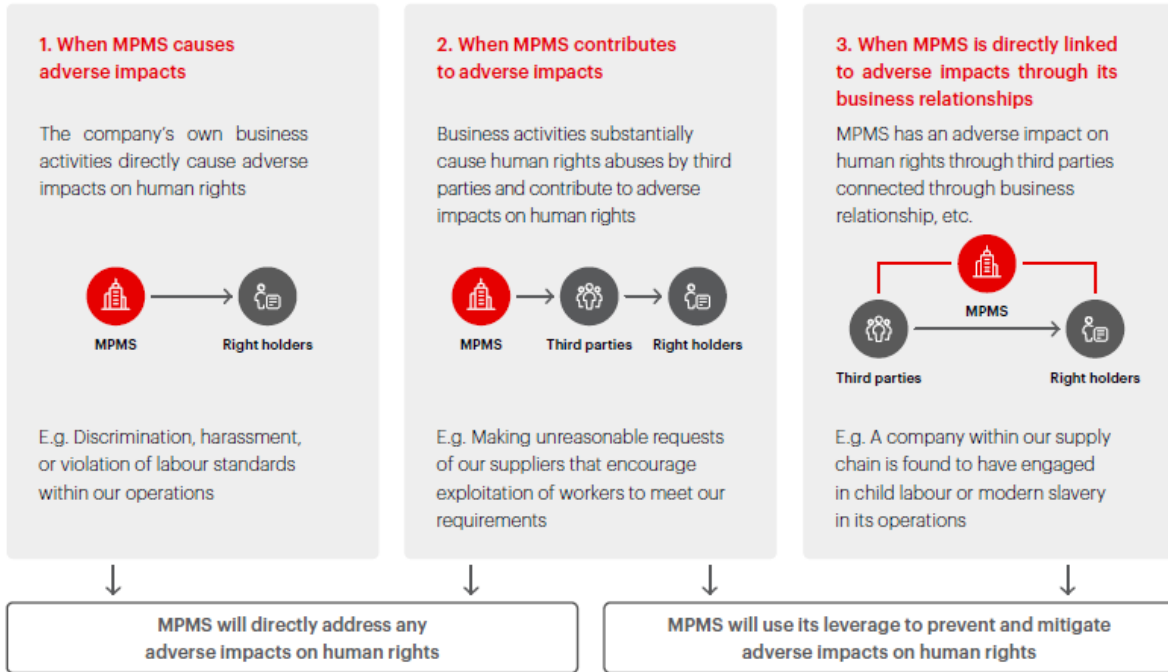 1. When MPMS causes
adverse impacts
The company's own business
activities directly cause adverse
impacts on human rights
MPMS
Right holders
E.g. Discrimination, harassment,
or violation of labour standards
within our operations
2. When MPMS contributes
to adverse impacts
Business activities substantially
cause human rights abuses by third
parties and contribute to adverse
impacts on human rights
MPMS
Third parties
Right holders
E.g. Making unreasonable requests
of our suppliers that encourage
exploitation of workers to meet our
requirements
3. When MPMS is directly linked
to adverse impacts through its
business relationships
MPMS has an adverse impact on
human rights through third parties
connected through business
relationship, etc.
MPMS
Third parties
Right holders
E.g. A company within our supply
chain is found to have engaged
in child labour or modern slavery
in its operations
MPMS will directly address any
adverse impacts on human rights
MPMS will use its leverage to prevent and mitigate
adverse impacts on human rights